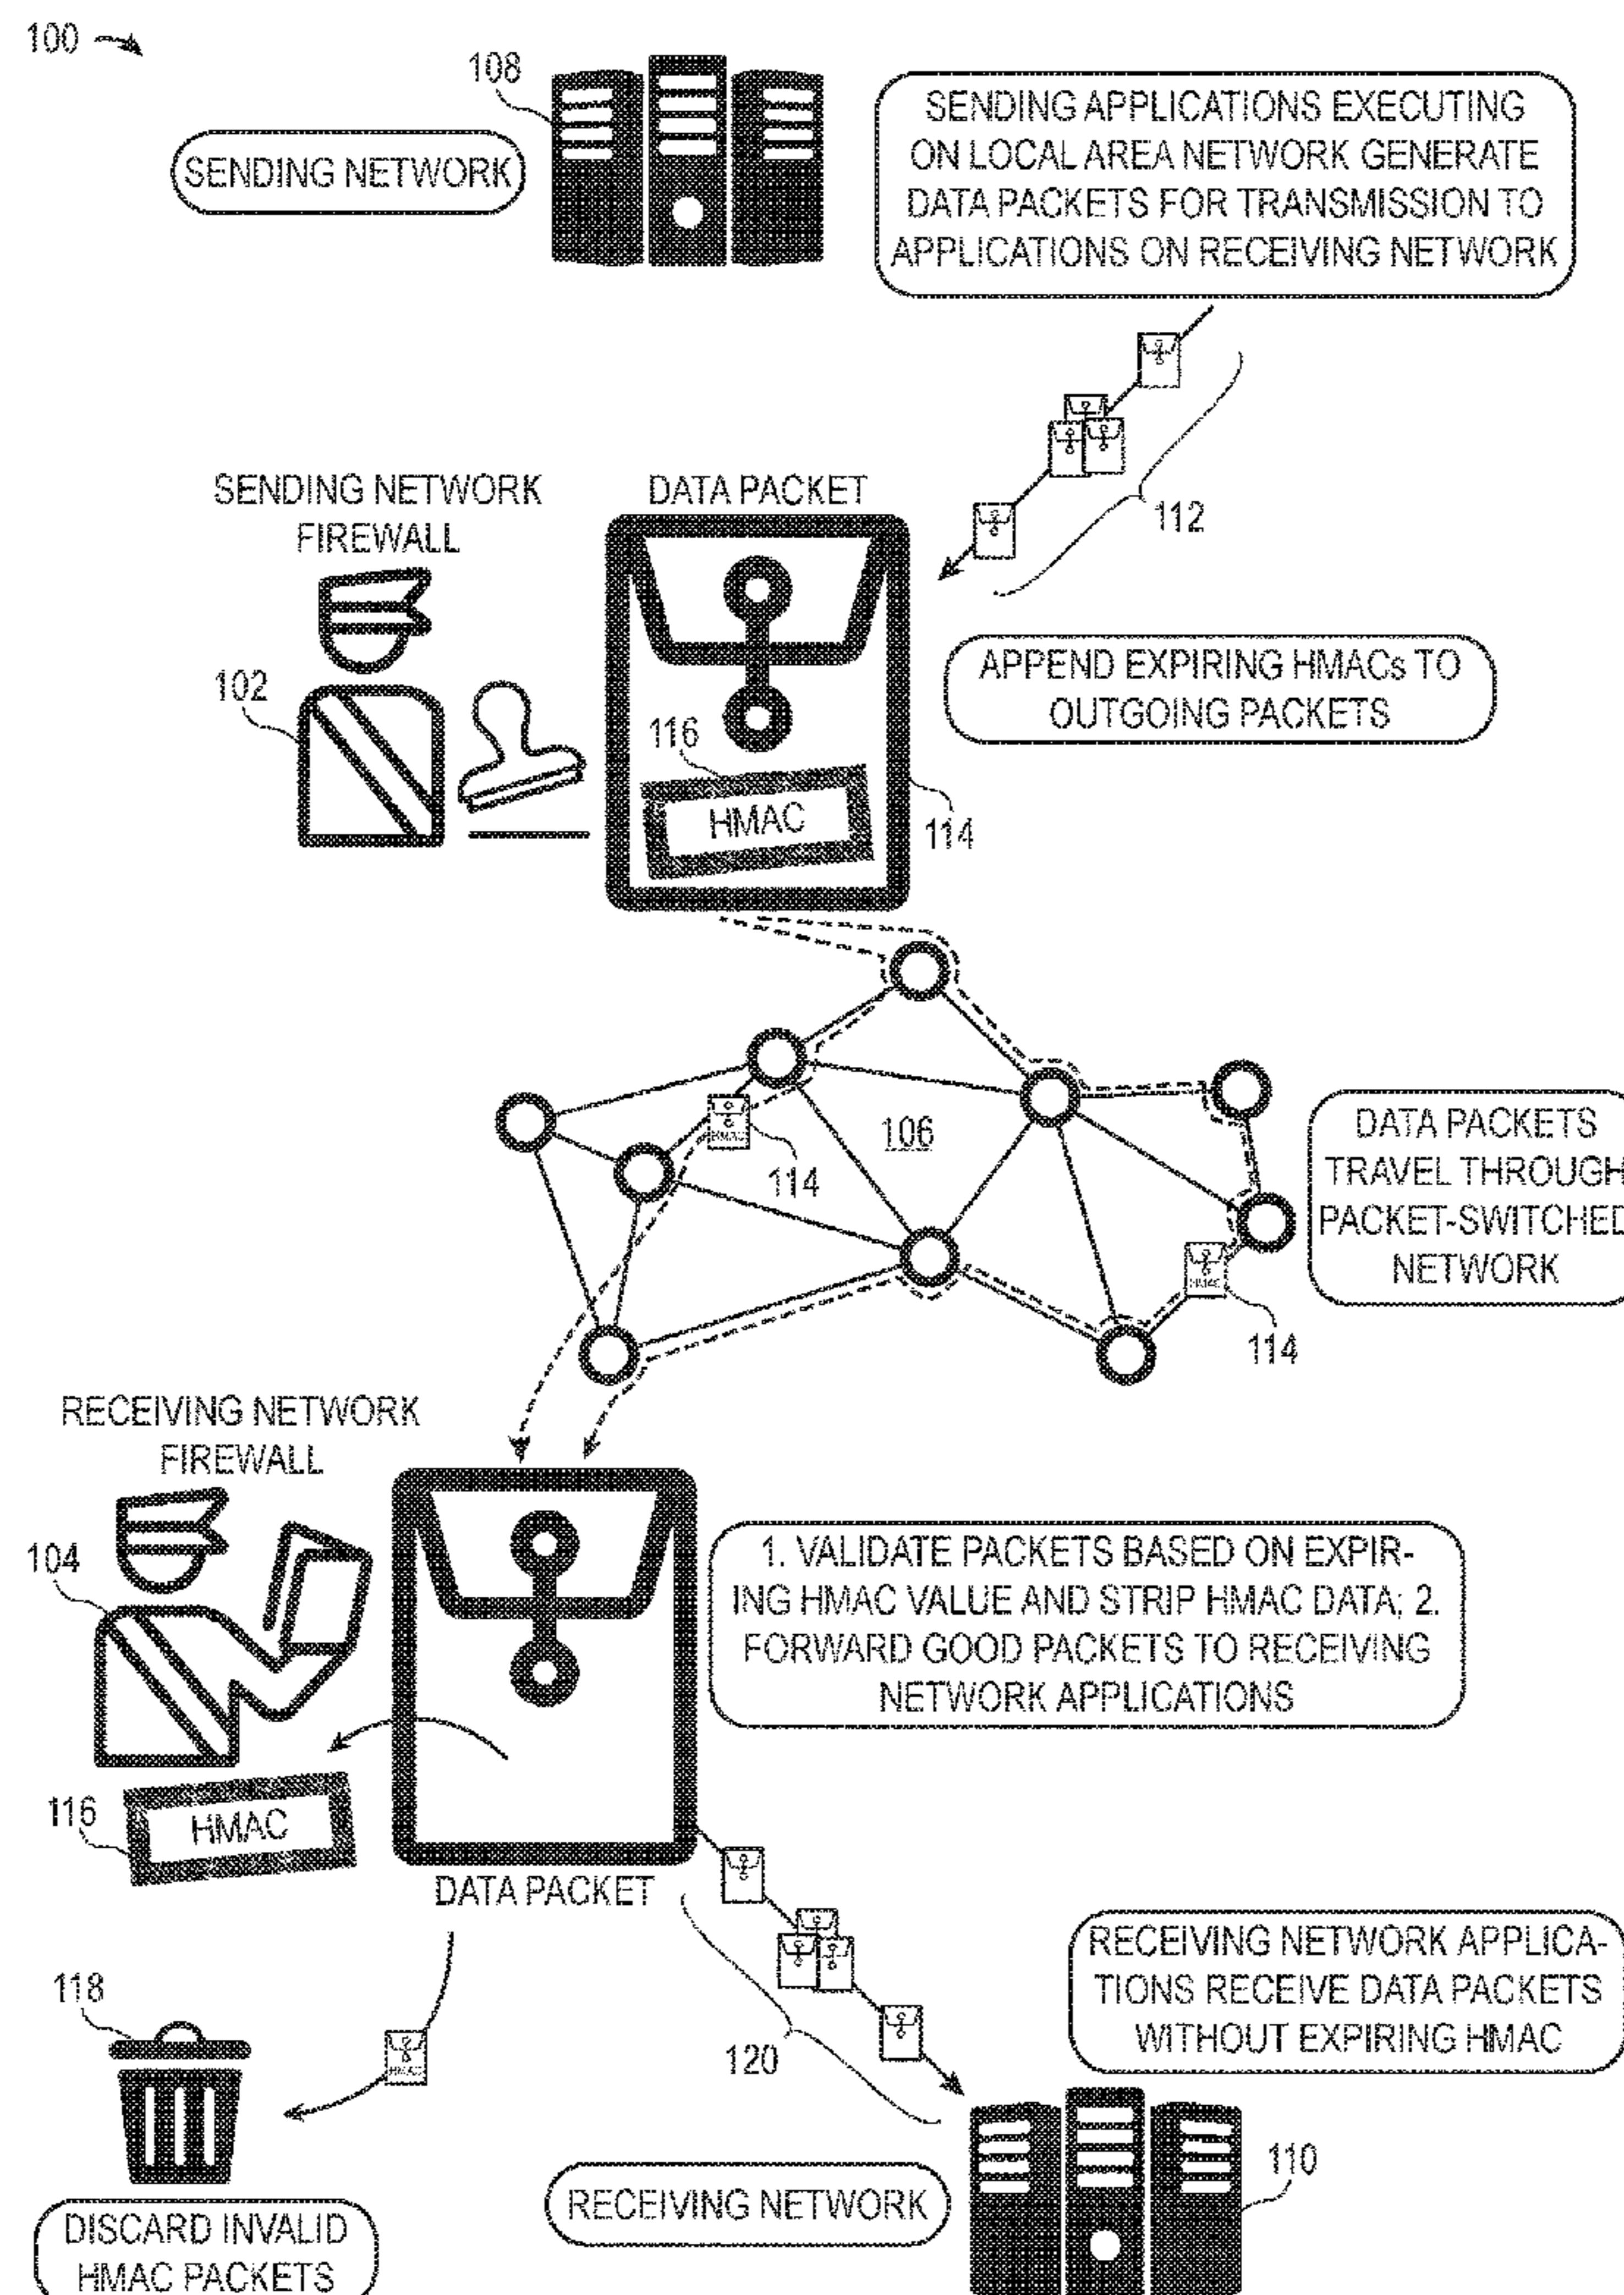 100
108
SENDING NETWORK
SENDING APPLICATIONS EXECUTING
ON LOCAL AREA NETWORK GENERATE
DATA PACKETS FOR TRANSMISSION TO
APPLICATIONS ON RECEIVING NETWORK
112
SENDING NETWORK
FIREWALL
DATA PACKET
102
116
HMAC
114
APPEND EXPIRING HMACs TO
OUTGOING PACKETS
106
HMAC
114
DATA PACKETS
TRAVEL THROUGH
PACKET-SWITCHED
NETWORK
HMAC
114
RECEIVING NETWORK
FIREWALL
104
1. VALIDATE PACKETS BASED ON EXPIR-
ING HMAC VALUE AND STRIP HMAC DATA; 2.
FORWARD GOOD PACKETS TO RECEIVING
NETWORK APPLICATIONS
116
HMAC
DATA PACKET
118
HMAC
120
RECEIVING NETWORK APPLICA-
TIONS RECEIVE DATA PACKETS
WITHOUT EXPIRING HMAC
110
RECEIVING NETWORK
DISCARD INVALID
HMAC PACKETS